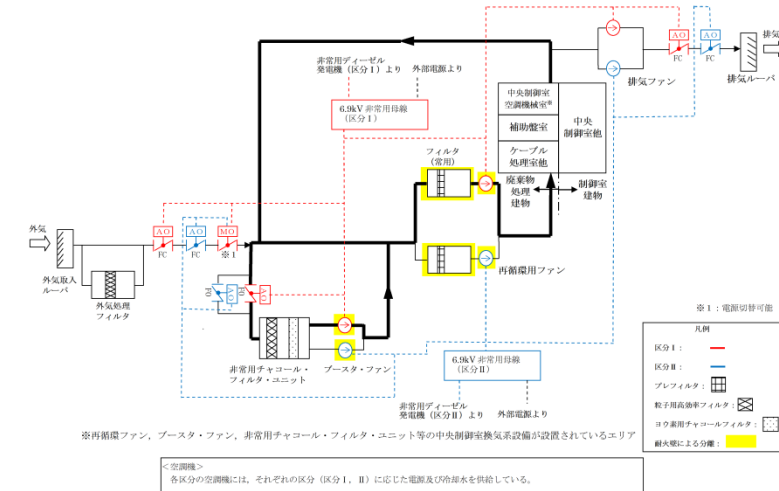 非常用ディーゼル
発電機（区分Ⅰ）より
外部電源より
6.9kV 非常用母線
（区分Ⅰ）
AO
FC
AO
FC
排気
排気ルーバ
排気ファン
中央制御室
空調機械室※
補助盤室
ケーブル
処理室他
中央
制御室他
廃棄物
処理
建物
制御室
建物
フィルタ
（常用）
再循環用ファン
外気
外気取入
ルーバ
外気処理
フィルタ
AO
FC
AO
FC
MO
※1
FO
AO
FO
AO
非常用チャコール・
フィルタ・ユニット
ブースタ・ファン
6.9kV 非常用母線
（区分Ⅱ）
非常用ディーゼル
発電機（区分Ⅱ）より
外部電源より
※1：電源切替可能
凡例
区分Ⅰ：
区分Ⅱ：
プレフィルタ：
粒子用高効率フィルタ：
ヨウ素用チャコールフィルタ：
耐火壁による分離：
※再循環ファン，ブースタ・ファン，非常用チャコール・フィルタ・ユニット等の中央制御室換気系設備が設置されているエリア
＜空調機＞
各区分の空調機には，それぞれの区分（区分Ⅰ，Ⅱ）に応じた電源及び冷却水を供給している。